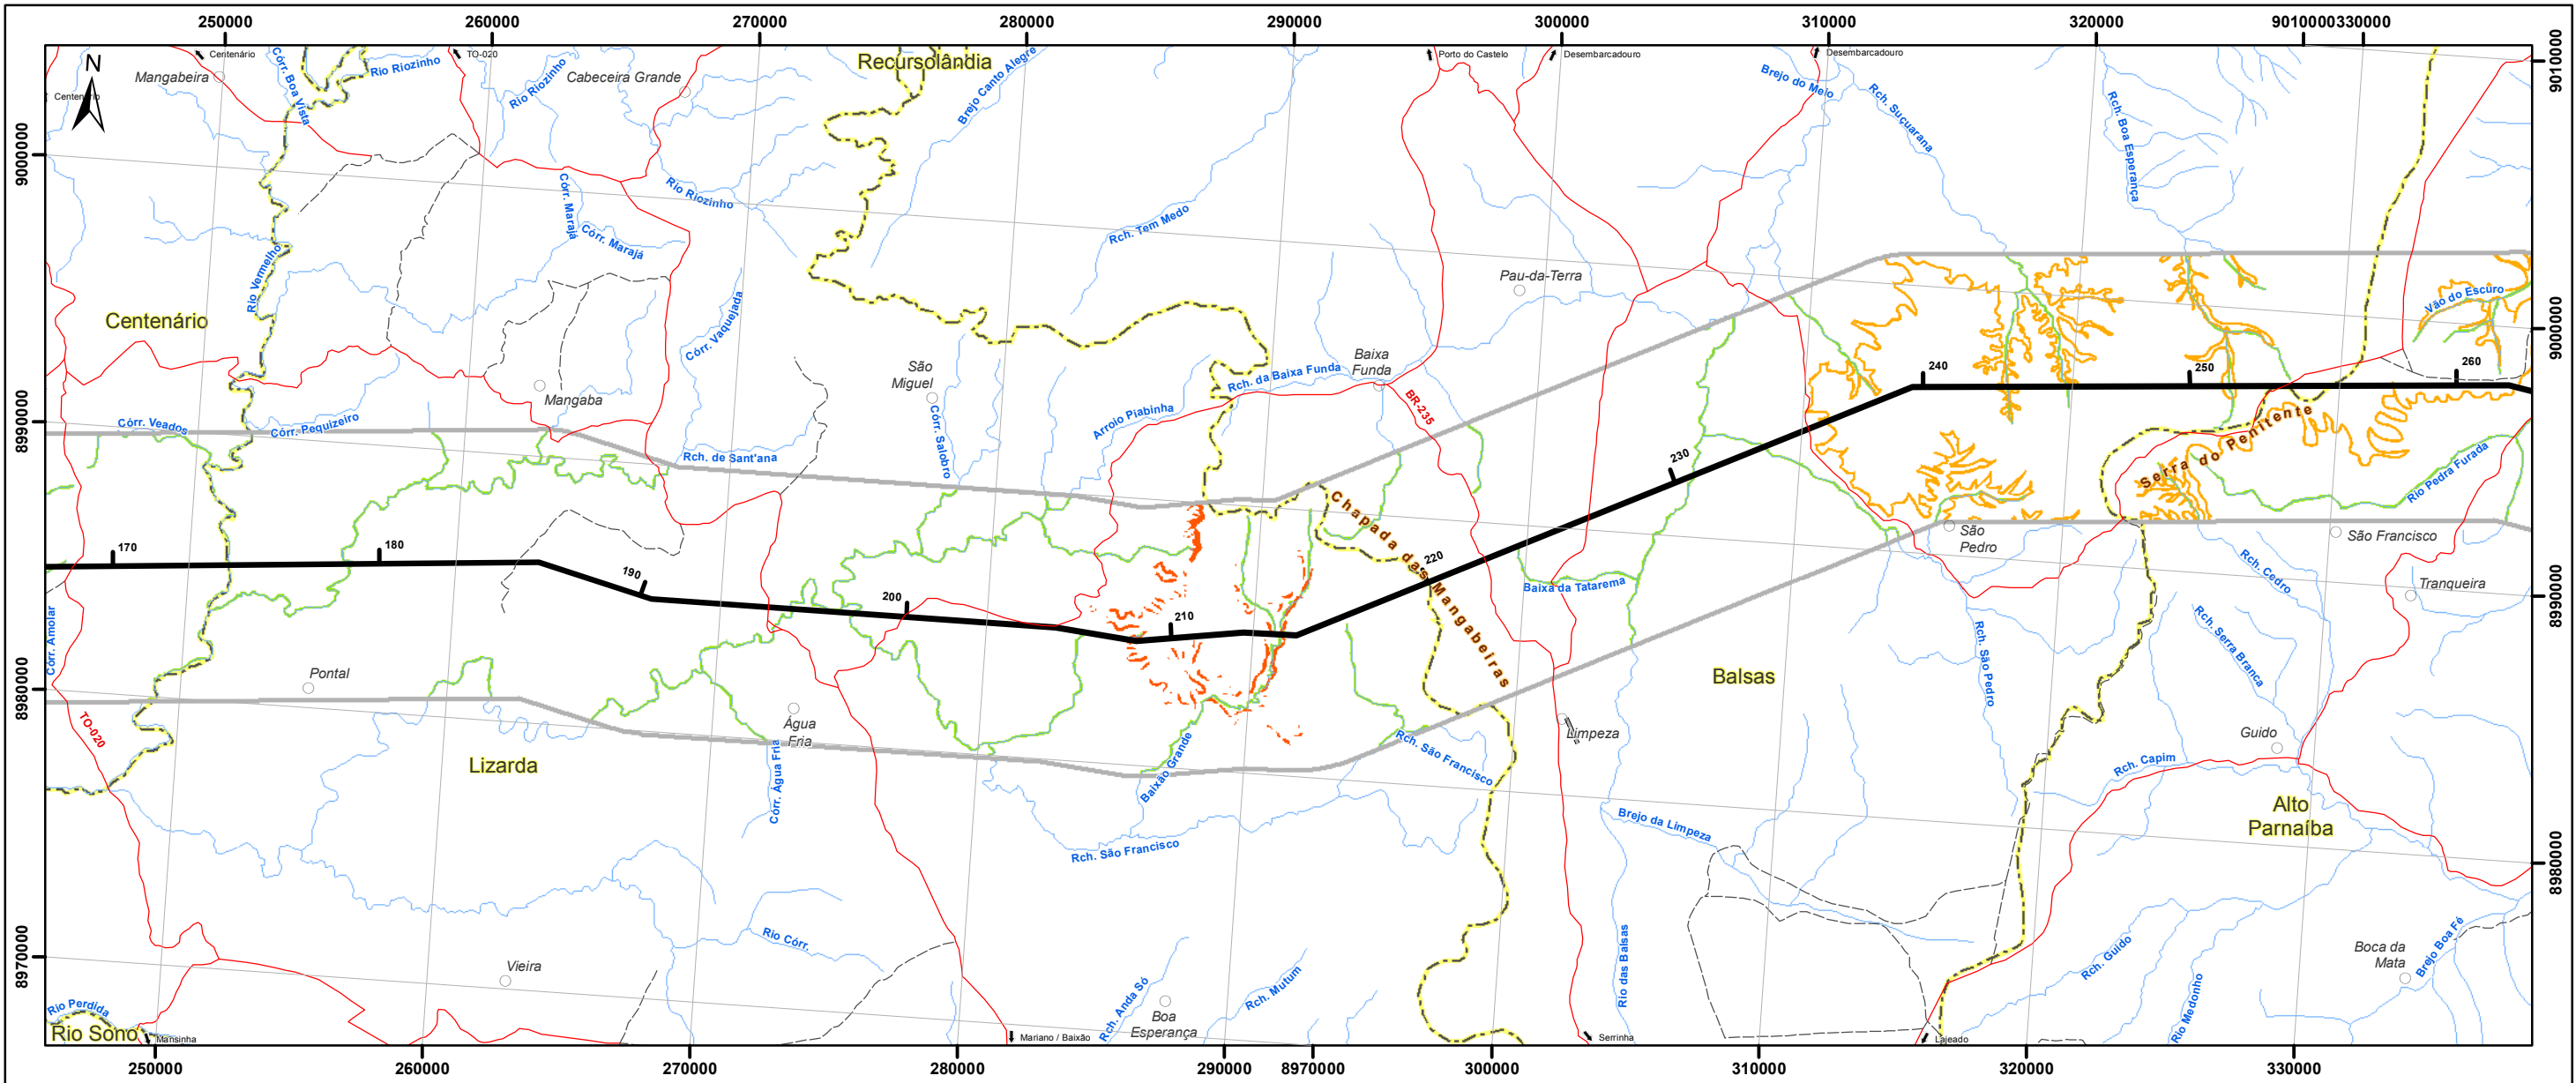 250000 260000 270000 280000 290000 300000 310000 320000 9010000 330000
N
Centenário
TO-020
Porto do Castelo
Desembarcadouro
Desembarcadouro
Mangabeira
Centenário
Córr. Boa Vista
Rio Riozinho
Rio Riozinho
Cabeceira Grande
Recursolândia
Brejo Canto Alegre
Brejo do Meio
Rch. Suçuarana
Rch. Boa Esperança
9010000
9000000
Córr. Marajá
Córr. Marajá
Rio Riozinho
Rch. Tem Medo
Rio Vermelho
Centenário
Córr. Vaquejada
Pau-da-Terra
Vão do Escuro
9000000
São
Miguel
Baixa
Funda
Rch. da Baixa Funda
Mangaba
Arroio Piabinha
BR-235
240
250
260
8990000
Córr. Veados
Córr. Pequizeiro
Córr. Salobro
Rch. de Sant'ana
230
Serra do Penitente
Rio Pedra Furada
Chapada das Mangabeiras
São
Pedro
São Francisco
170
180
190
200
210
220
Baixa da Tatarema
Rch. Cedro
Tranqueira
8990000
Córr. Amolar
Rch. São Pedro
Rch. Serra Branca
Pontal
Balsas
8980000
TO-020
Água
Fria
Limpeza
Guido
Lizarda
Córr. Água Fria
Baixão Grande
Rch. São Francisco
Rch. Capim
Alto
Parnaíba
Rch. São Francisco
Brejo da Limpeza
8980000
Rio Córr.
Rio das Balsas
Rch. Guido
Boca da
Mata
Brejo Boa Fé
8970000
Vieira
Rch. Anda Só
Rch. Mutum
Rio Medonho
Rio Perdida
Rio Sono
Boa
Esperança
Mansinha
Mariano / Baixão
Serrinha
Lajeado
250000 260000 270000 280000 290000 8970000 300000 310000 320000 330000